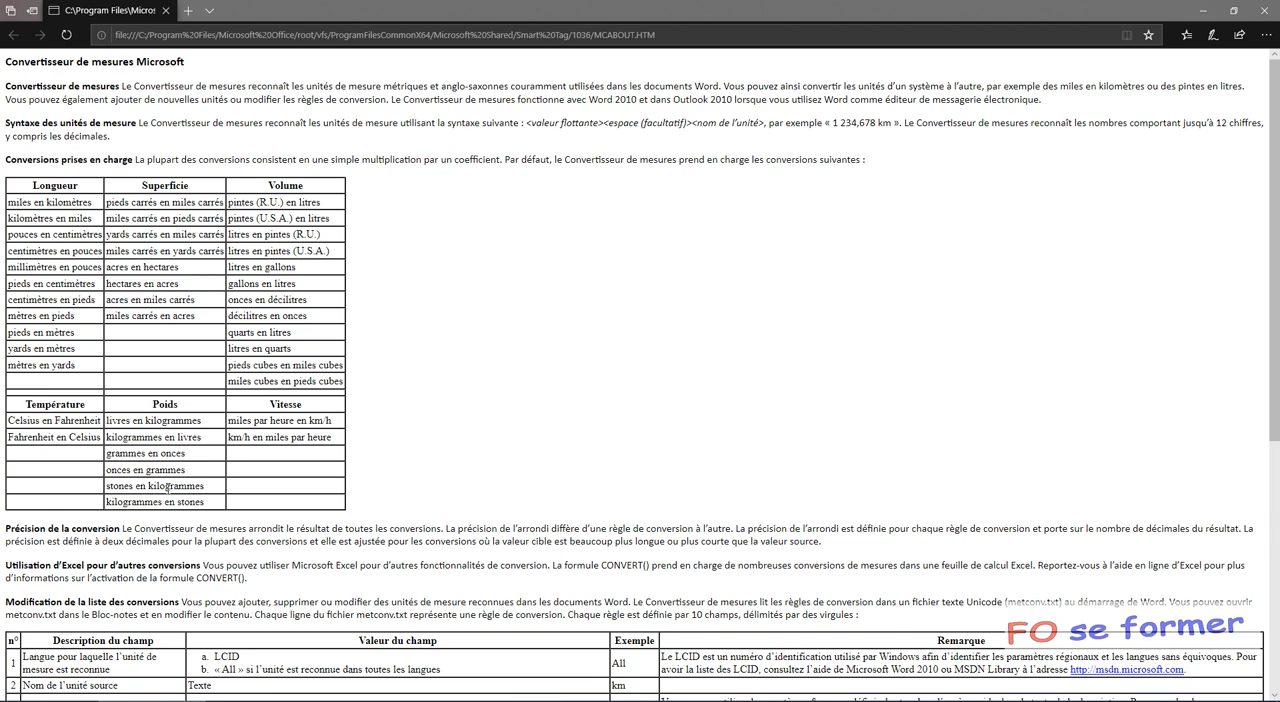 C:\Program Files\Micros
file:///C:/Program%20Files/Microsoft%20Office/root/vfs/ProgramFilesCommonX64/Microsoft%20Shared/Smart%20Tag/1036/MCABOUT.HTM
Convertisseur de mesures Microsoft
Convertisseur de mesures Le Convertisseur de mesures reconnaît les unités de mesure métriques et anglo-saxonnes couramment utilisées dans les documents Word. Vous pouvez ainsi convertir les unités d'un système à l'autre, par exemple des miles en kilomètres ou des pintes en litres.
Vous pouvez également ajouter de nouvelles unités ou modifier les règles de conversion. Le Convertisseur de mesures fonctionne avec Word 2010 et dans Outlook 2010 lorsque vous utilisez Word comme éditeur de messagerie électronique.
Syntaxe des unités de mesure Le Convertisseur de mesures reconnaît les unités de mesure utilisant la syntaxe suivante : <valeur flottante><espace (facultatif)><nom de l'unité>, par exemple « 1 234,678 km ». Le Convertisseur de mesures reconnaît les nombres comportant jusqu'à 12 chiffres,
y compris les décimales.
Conversions prises en charge La plupart des conversions consistent en une simple multiplication par un coefficient. Par défaut, le Convertisseur de mesures prend en charge les conversions suivantes :
Longueur Superficie Volume
miles en kilomètres pieds carrés en miles carrés pintes (R.U.) en litres
kilomètres en miles miles carrés en pieds carrés pintes (U.S.A.) en litres
pouces en centimètres yards carrés en miles carrés litres en pintes (R.U.)
centimètres en pouces miles carrés en yards carrés litres en pintes (U.S.A.)
millimètres en pouces acres en hectares litres en gallons
pieds en centimètres hectares en acres gallons en litres
centimètres en pieds acres en miles carrés onces en décilitres
mètres en pieds miles carrés en acres décilitres en onces
pieds en mètres quarts en litres
yards en mètres litres en quarts
mètres en yards pieds cubes en miles cubes
miles cubes en pieds cubes
Température Poids Vitesse
Celsius en Fahrenheit livres en kilogrammes miles par heure en km/h
Fahrenheit en Celsius kilogrammes en livres km/h en miles par heure
grammes en onces
onces en grammes
stones en kilogrammes
kilogrammes en stones
Précision de la conversion Le Convertisseur de mesures arrondit le résultat de toutes les conversions. La précision de l'arrondi diffère d'une règle de conversion à l'autre. La précision de l'arrondi est définie pour chaque règle de conversion et porte sur le nombre de décimales du résultat. La
précision est définie à deux décimales pour la plupart des conversions et elle est ajustée pour les conversions où la valeur cible est beaucoup plus longue ou plus courte que la valeur source.
Utilisation d'Excel pour d'autres conversions Vous pouvez utiliser Microsoft Excel pour d'autres fonctionnalités de conversion. La formule CONVERT() prend en charge de nombreuses conversions de mesures dans une feuille de calcul Excel. Reportez-vous à l'aide en ligne d'Excel pour plus
d'informations sur l'activation de la formule CONVERT().
Modification de la liste des conversions Vous pouvez ajouter, supprimer ou modifier des unités de mesure reconnues dans les documents Word. Le Convertisseur de mesures lit les règles de conversion dans un fichier texte Unicode (metconv.txt) au démarrage de Word. Vous pouvez ouvrir
metconv.txt dans le Bloc-notes et en modifier le contenu. Chaque ligne du fichier metconv.txt représente une règle de conversion. Chaque règle est définie par 10 champs, délimités par des virgules :
FO se former
n° Description du champ Valeur du champ Exemple Remarque
1 Langue pour laquelle l'unité de mesure est reconnue a. LCID b. « All » si l'unité est reconnue dans toutes les langues All Le LCID est un numéro d'identification utilisé par Windows afin d'identifier les paramètres régionaux et les langues sans équivoques. Pour
avoir la liste des LCID, consultez l'aide de Microsoft Word 2010 ou MSDN Library à l'adresse http://msdn.microsoft.com.
2 Nom de l'unité source Texte km